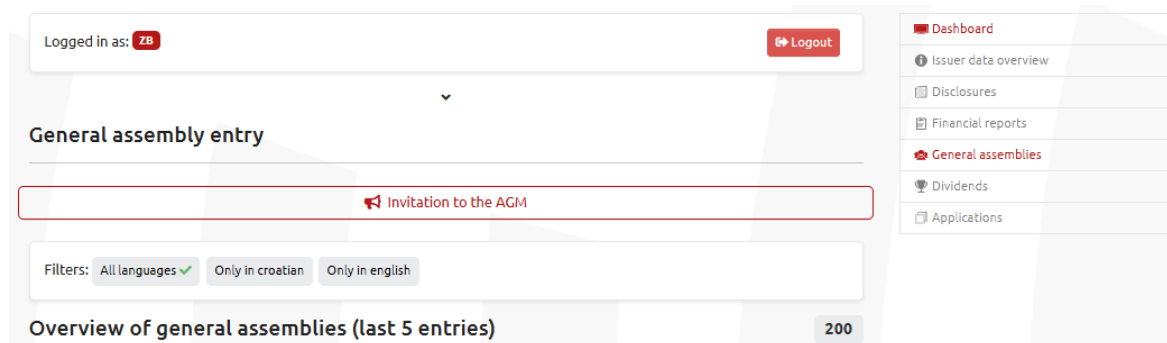 Logged in as: ZB
Logout
General assembly entry
Invitation to the AGM
Filters: All languages Only in croatian Only in english
Overview of general assemblies (last 5 entries) 200
Dashboard
Issuer data overview
Disclosures
Financial reports
General assemblies
Dividends
Applications